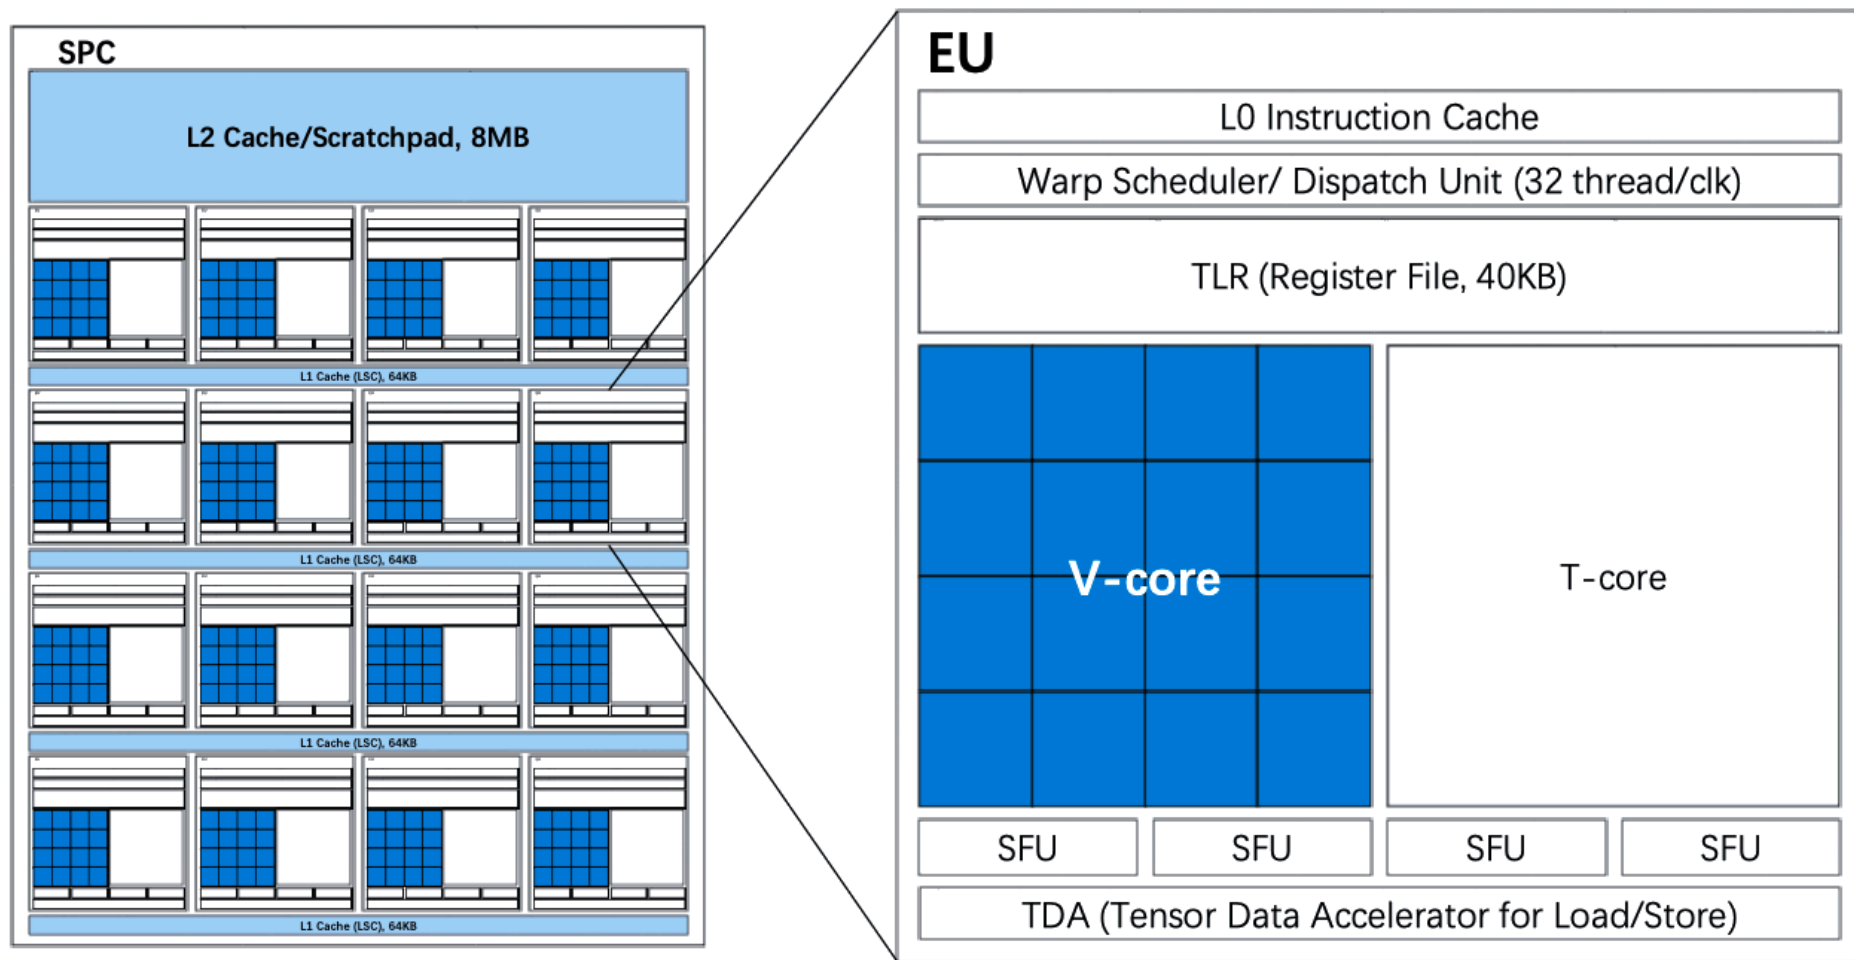 SPC
L2 Cache/Scratchpad, 8MB
L1 Cache (LSC), 64KB
L1 Cache (LSC), 64KB
L1 Cache (LSC), 64KB
L1 Cache (LSC), 64KB
EU
L0 Instruction Cache
Warp Scheduler/ Dispatch Unit (32 thread/clk)
TLR (Register File, 40KB)
V-core
T-core
SFU SFU SFU SFU
TDA (Tensor Data Accelerator for Load/Store)